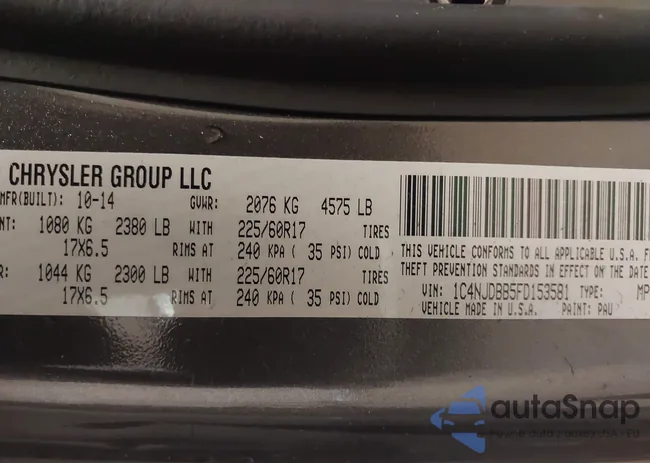 CHRYSLER GROUP LLC
MFR(BUILT): 10-14 GVWR: 2076 KG 4575 LB
NT: 1080 KG 2380 LB WITH 225/60R17 TIRES
17X6.5 RIMS AT 240 KPA ( 35 PSI) COLD
R: 1044 KG 2300 LB WITH 225/60R17 TIRES
17X6.5 RIMS AT 240 KPA ( 35 PSI) COLD
THIS VEHICLE CONFORMS TO ALL APPLICABLE U.S.A. F
THEFT PREVENTION STANDARDS IN EFFECT ON THE DATE
VIN: 1C4NJDBB5FD153581 TYPE: MP
VEHICLE MADE IN U.S.A. PAINT: PAU
autoSnap